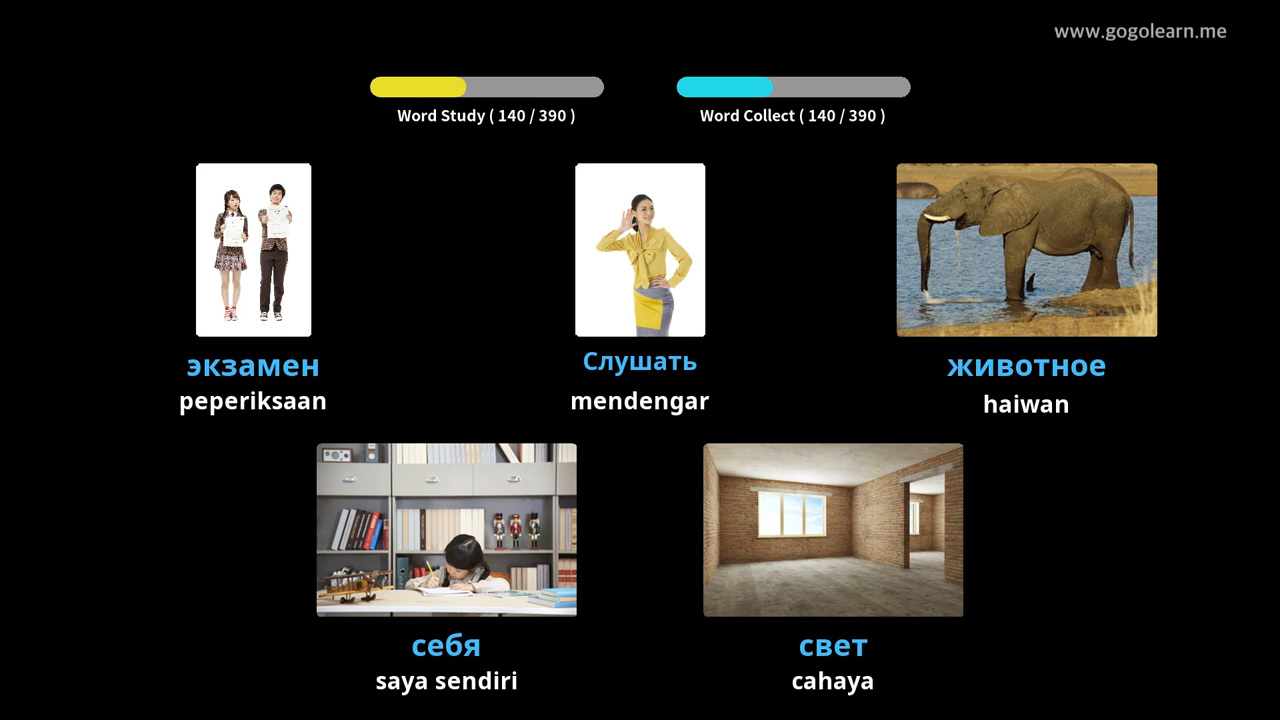 www.gogolearn.me
Word Study ( 140 / 390 )
Word Collect ( 140 / 390 )
экзамен
peperiksaan
Слушать
mendengar
животное
haiwan
себя
saya sendiri
свет
cahaya